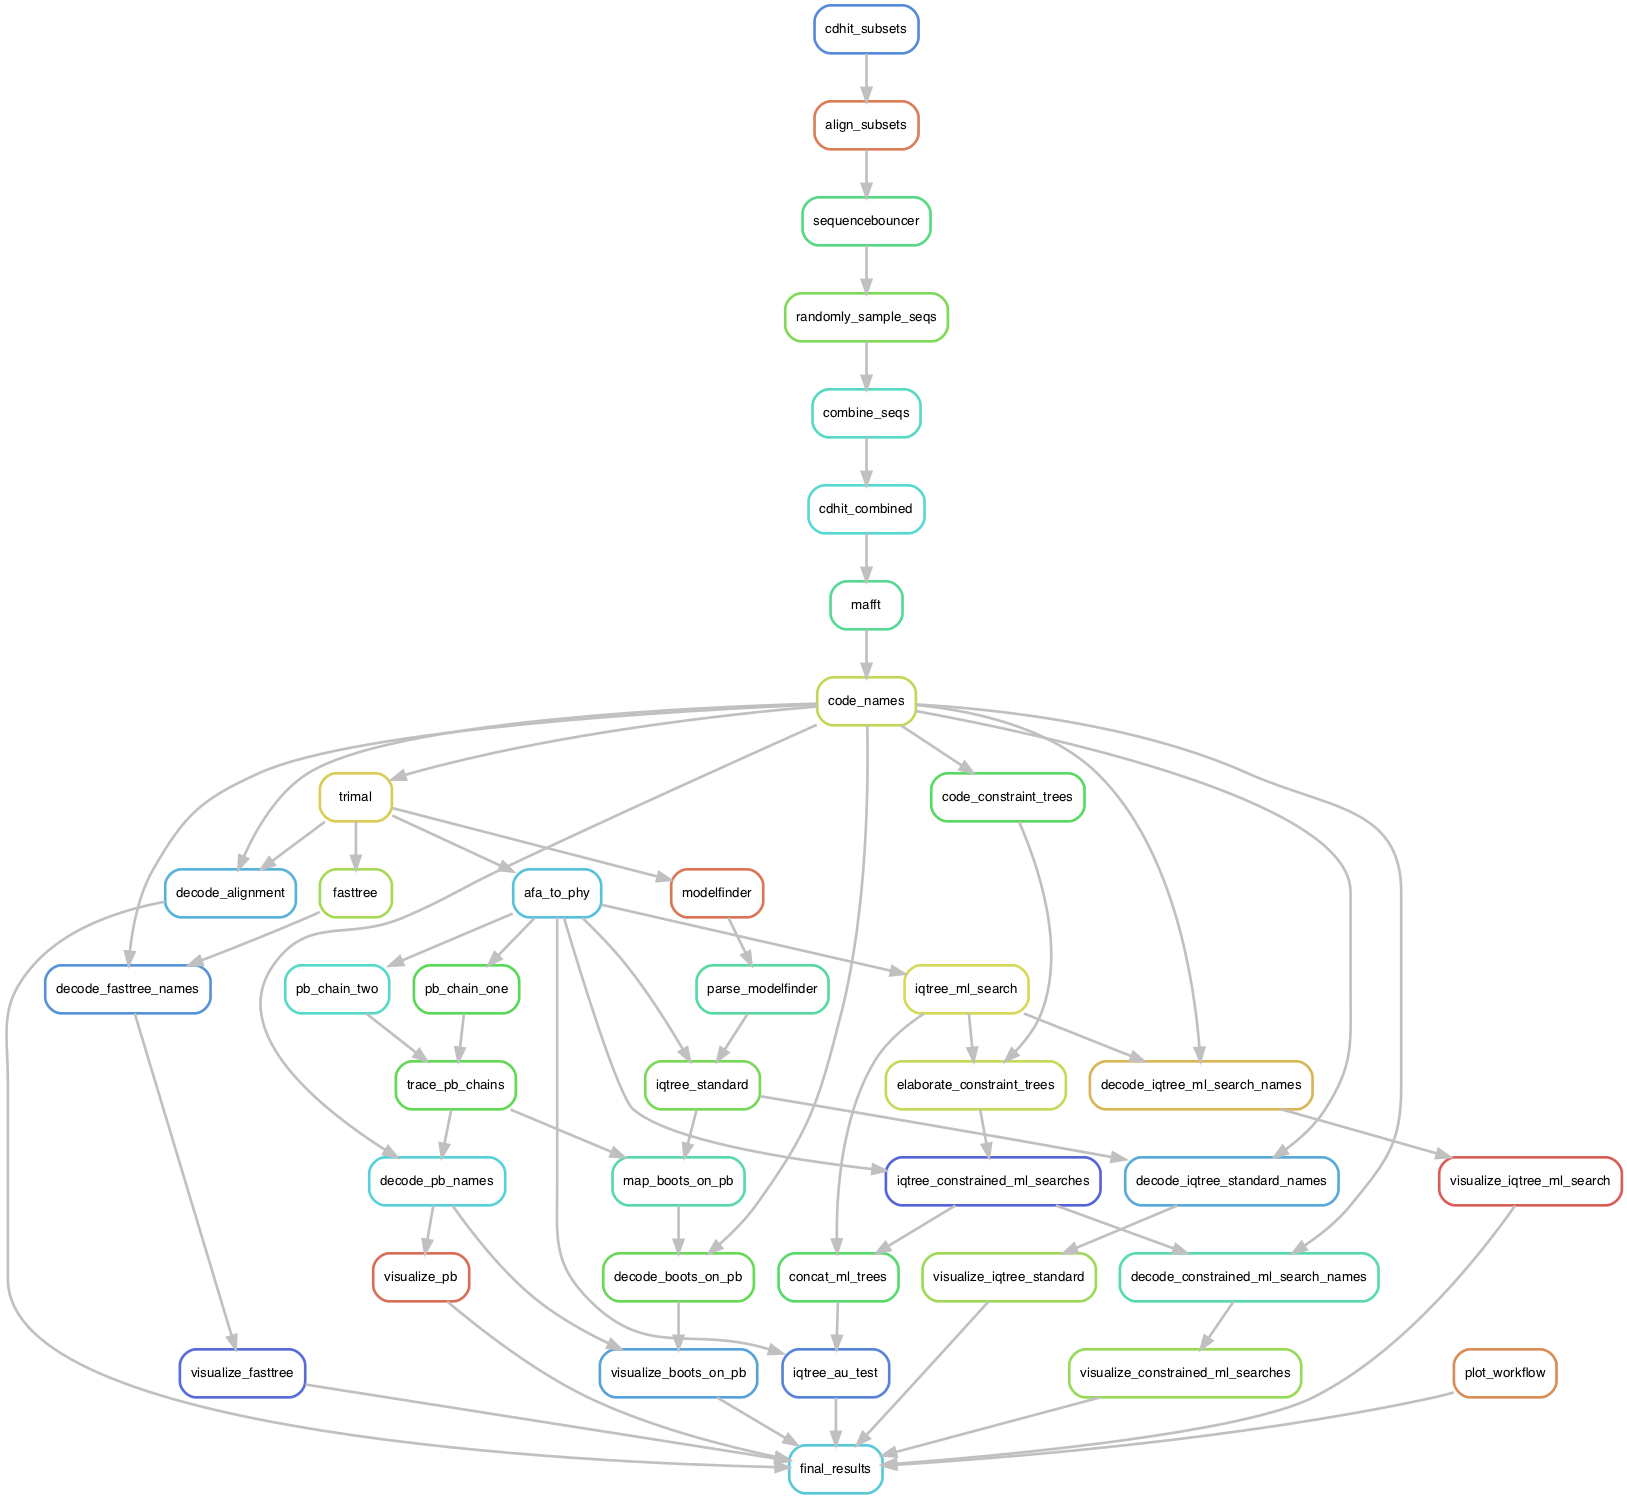 cdhit_subsets
align_subsets
sequencebouncer
randomly_sample_seqs
combine_seqs
cdhit_combined
mafft
code_names
trimal
code_constraint_trees
decode_alignment
fasttree
afa_to_phy
modelfinder
decode_fasttree_names
pb_chain_two
pb_chain_one
parse_modelfinder
iqtree_ml_search
trace_pb_chains
iqtree_standard
elaborate_constraint_trees
decode_iqtree_ml_search_names
decode_pb_names
map_boots_on_pb
iqtree_constrained_ml_searches
decode_iqtree_standard_names
visualize_iqtree_ml_search
visualize_pb
decode_boots_on_pb
concat_ml_trees
visualize_iqtree_standard
decode_constrained_ml_search_names
visualize_fasttree
visualize_boots_on_pb
iqtree_au_test
visualize_constrained_ml_searches
plot_workflow
final_results